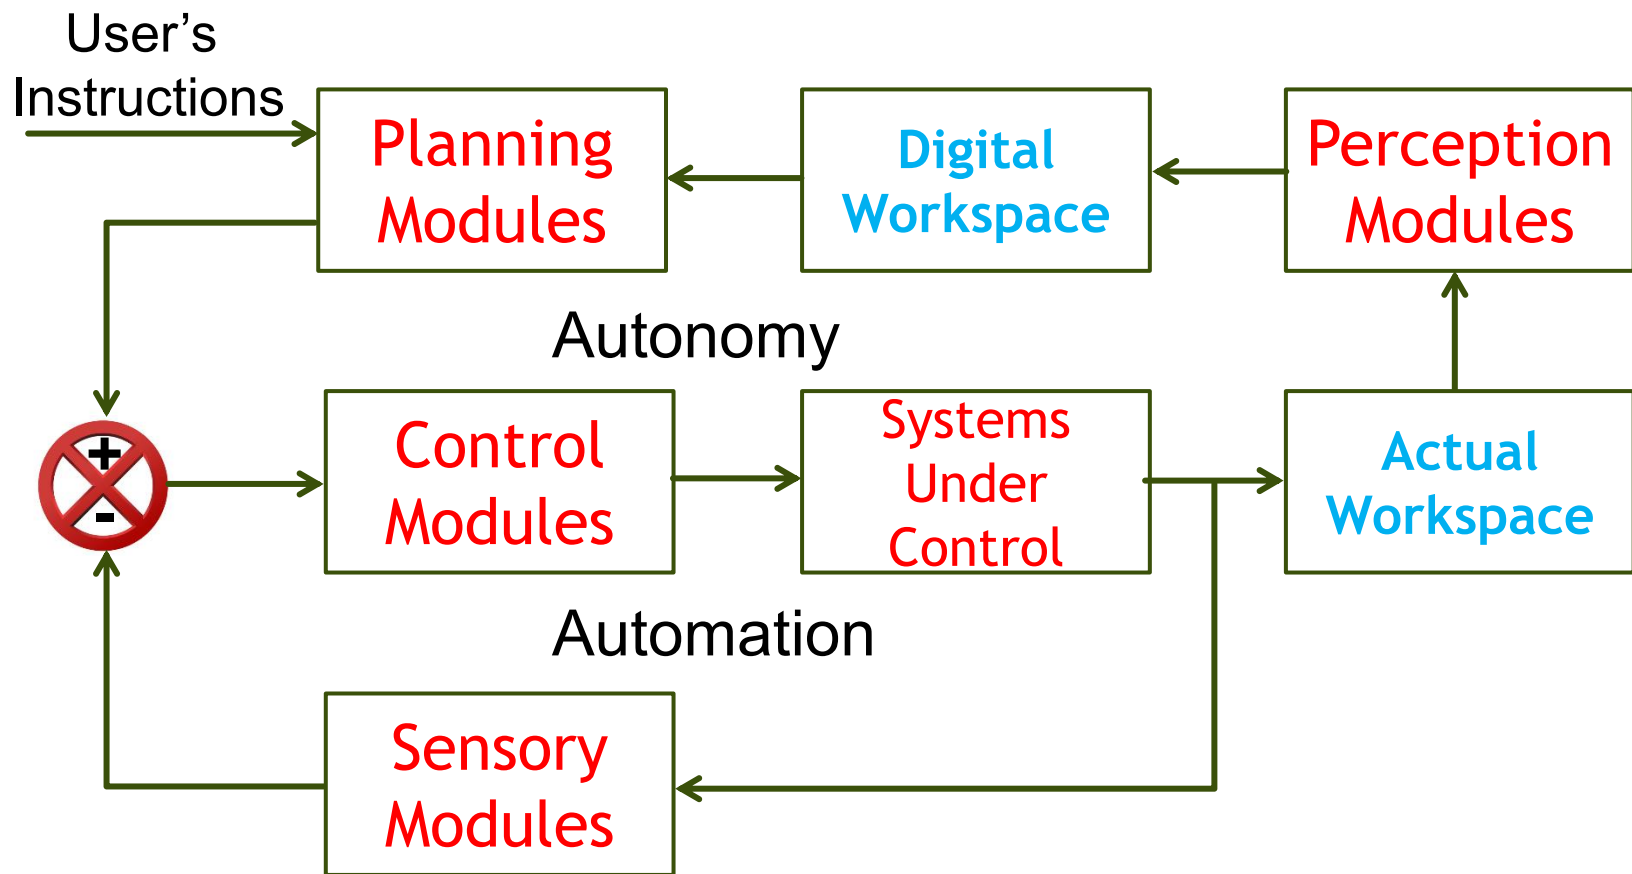 User’s
Instructions
Planning
Modules
Digital
Workspace
Perception
Modules
Autonomy
Control
Modules
Systems
Under
Control
Actual
Workspace
+
-
Automation
Sensory
Modules